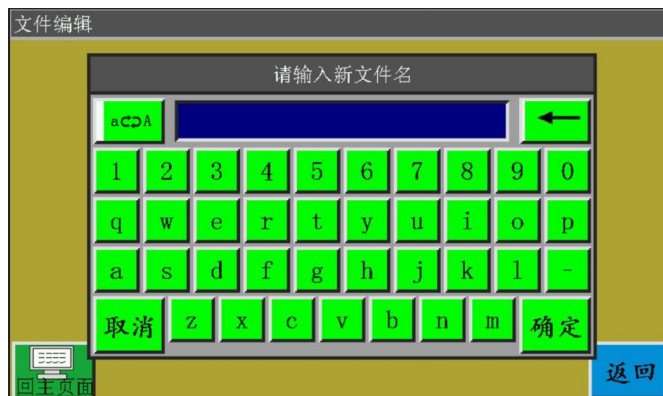 文件编辑
请输入新文件名
a⊂⊃A
1 2 3 4 5 6 7 8 9 0
q w e r t y u i o p
a s d f g h j k l -
取消 z x c v b n m 确定
回主页面 返回